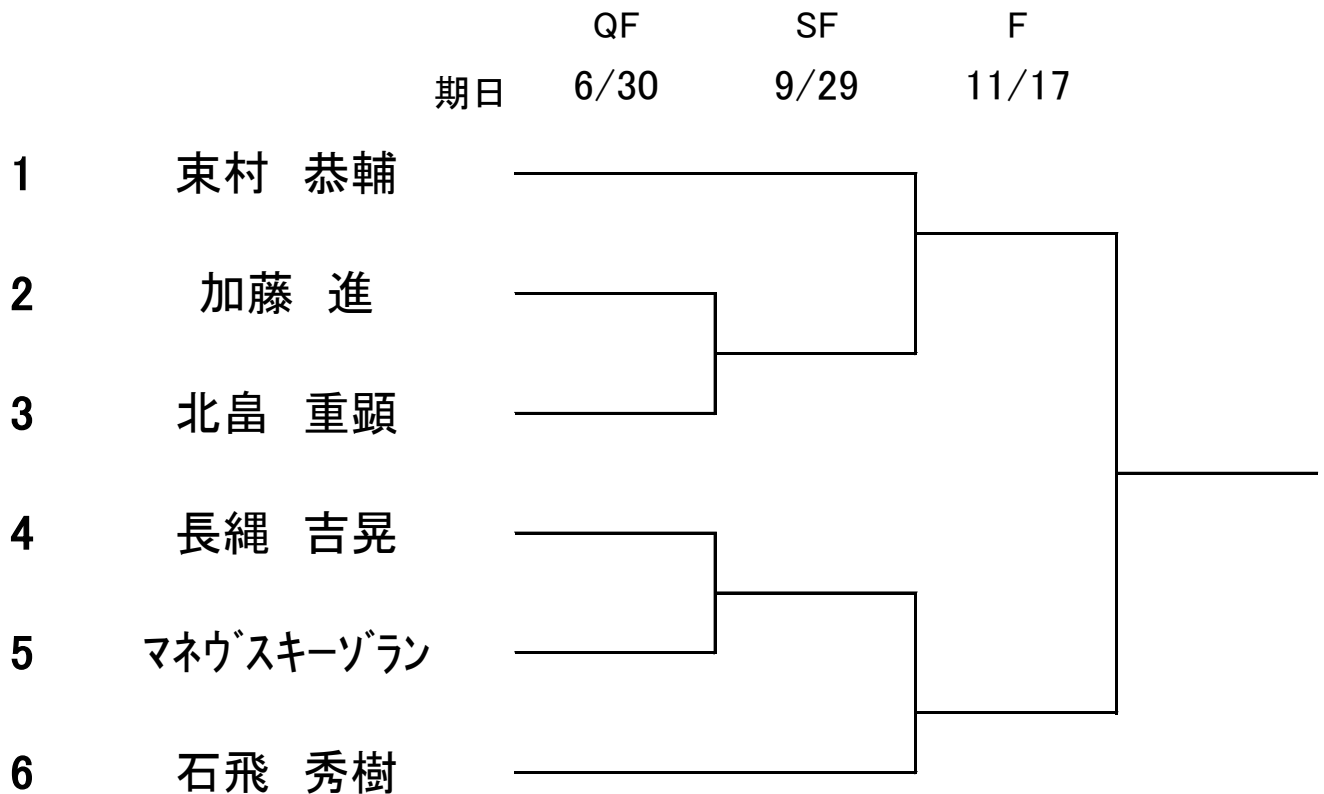 QF SF F
期日 6/30 9/29 11/17
1 束村 恭輔
2 加藤 進
3 北畠 重顕
4 長縄 吉晃
5 ﾏﾈｳﾞｽｷｰｿﾞﾗﾝ
6 石飛 秀樹